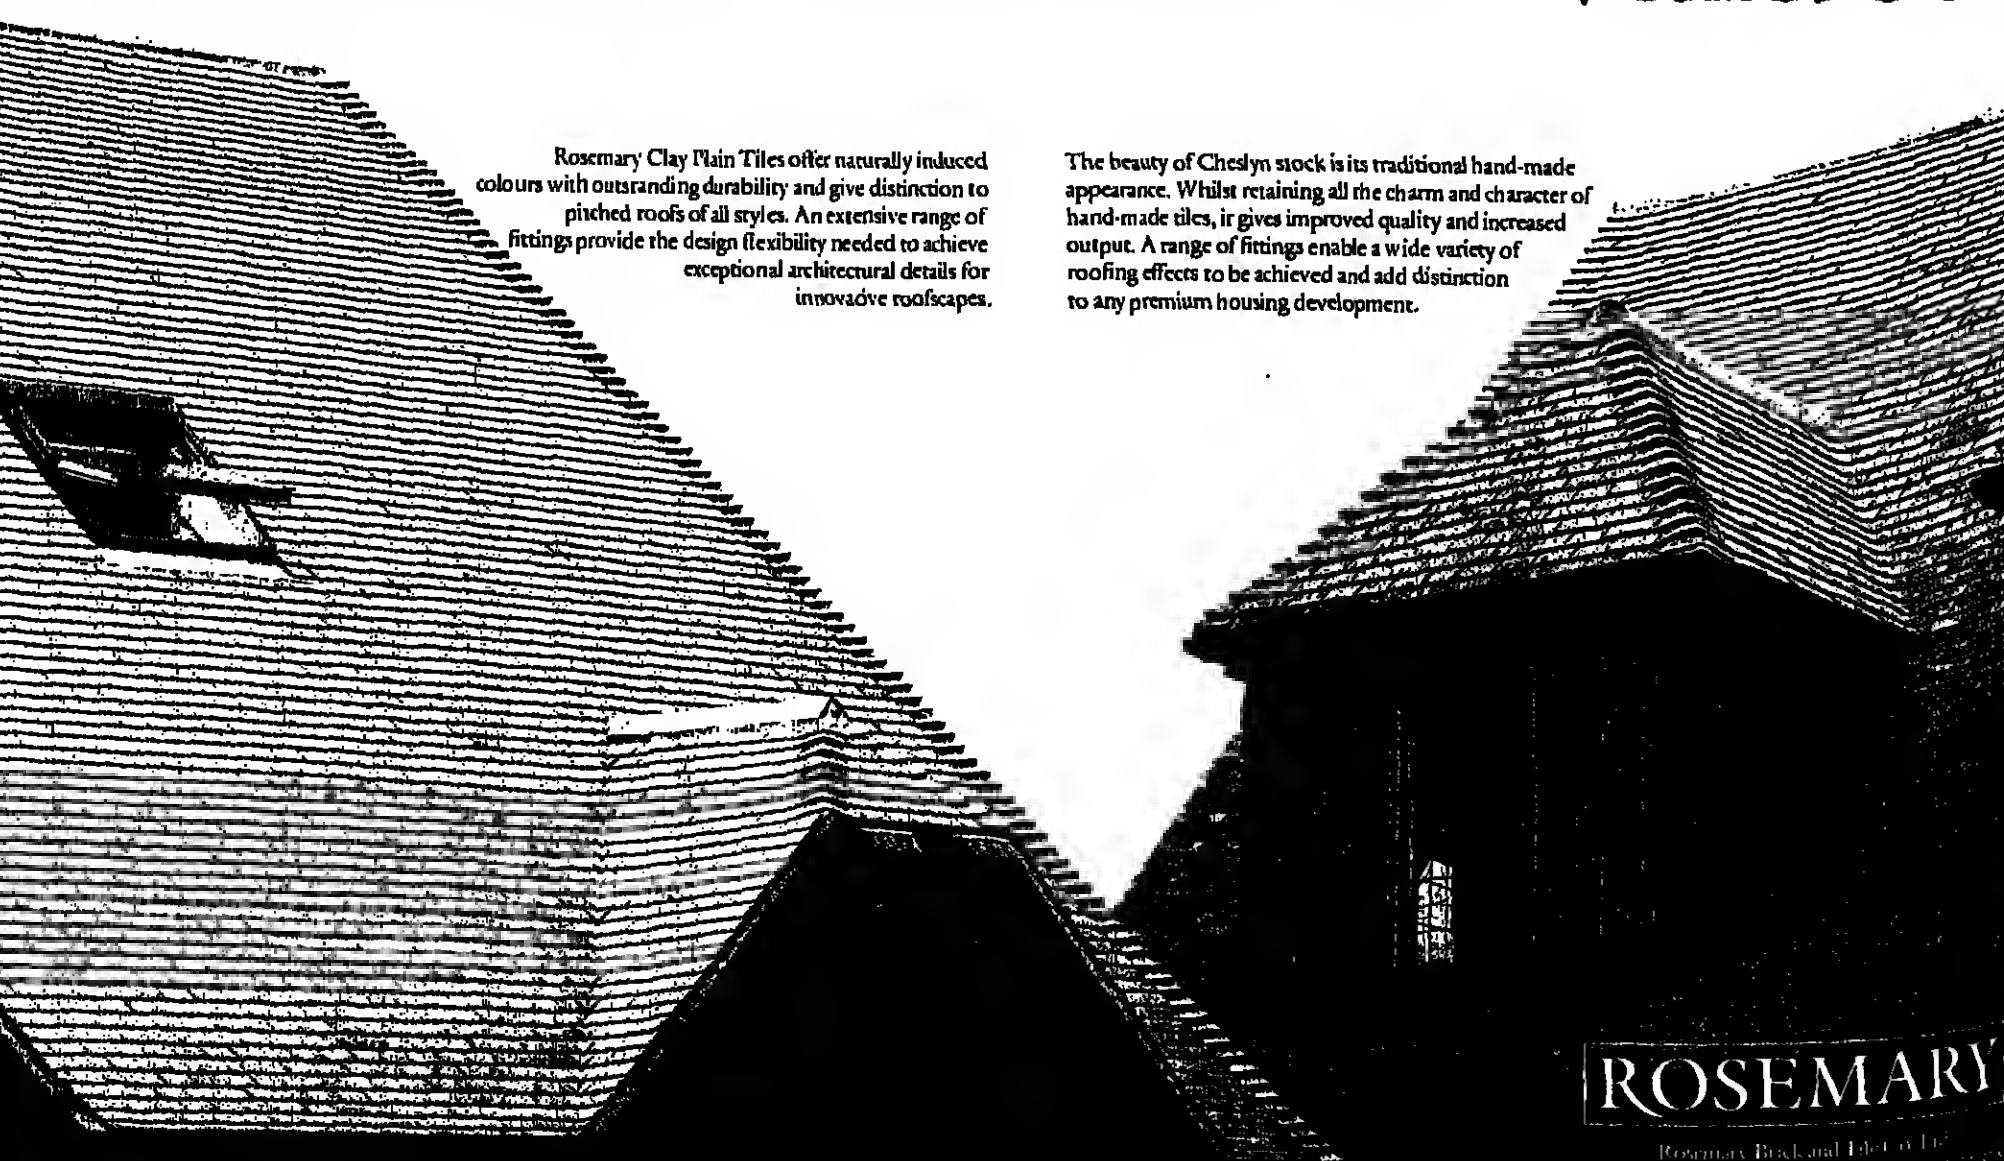 Rosemary Clay Plain Tiles offer naturally induced
colours with outstanding durability and give distinction to
pitched roofs of all styles. An extensive range of
fittings provide the design flexibility needed to achieve
exceptional architectural details for
innovative roofscapes.
The beauty of Cheslyn stock is its traditional hand-made
appearance. Whilst retaining all the charm and character of
hand-made tiles, it gives improved quality and increased
output. A range of fittings enable a wide variety of
roofing effects to be achieved and add distinction
to any premium housing development.
ROSEMARY
Rosemary Brick and Tile